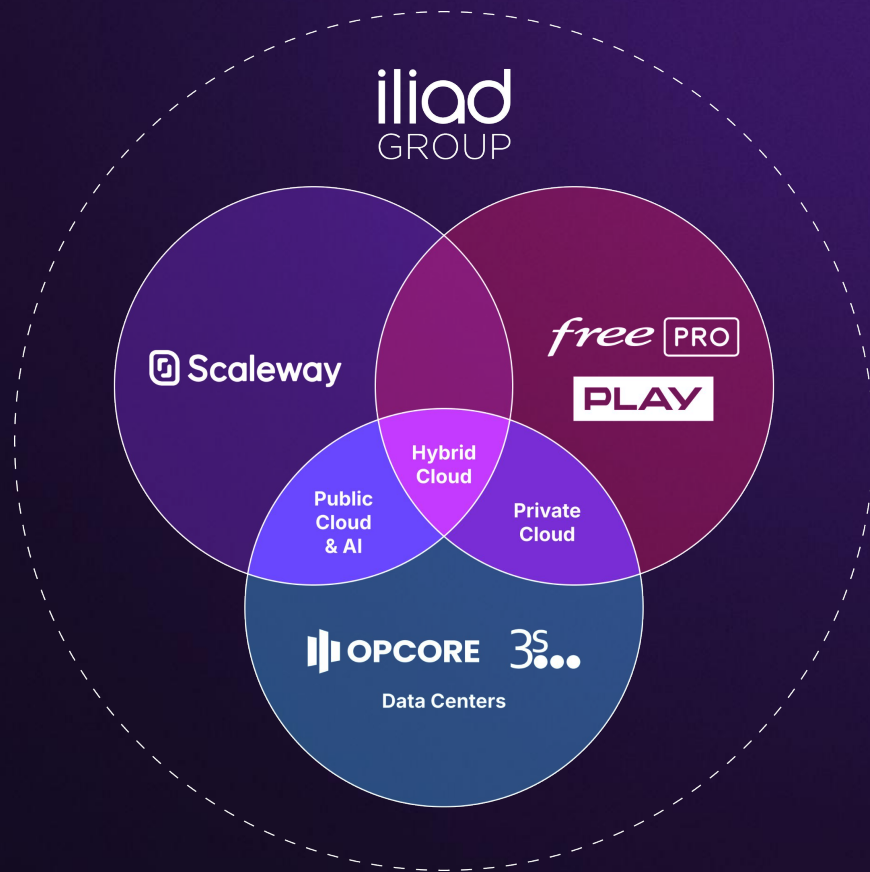 iliad
GROUP
Scaleway
free PRO
PLAY
Hybrid
Cloud
Public
Cloud
& AI
Private
Cloud
OPCORE 3S
Data Centers